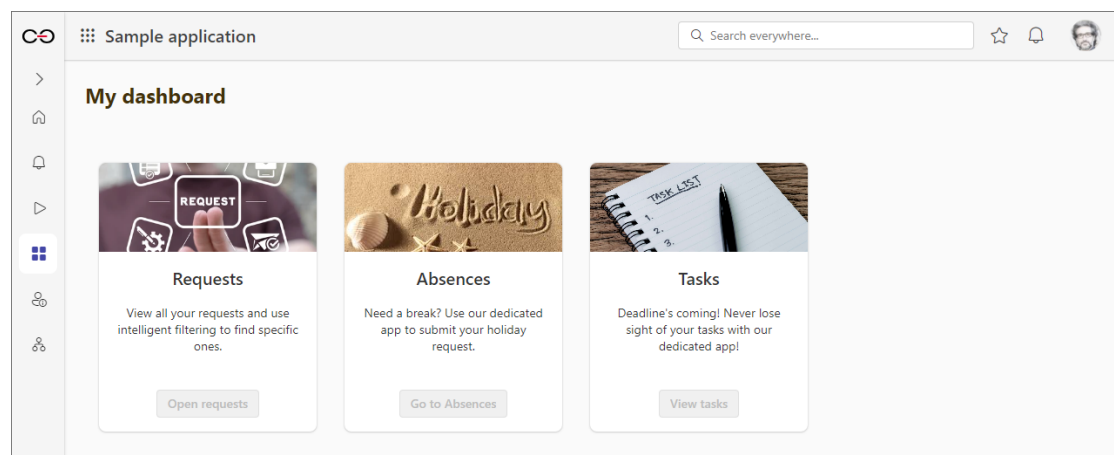 Sample application
Search everywhere...
My dashboard
REQUEST
Holiday
TASK LIST
1.
2.
3.
Requests
Absences
Tasks
View all your requests and use
intelligent filtering to find specific
ones.
Need a break? Use our dedicated
app to submit your holiday
request.
Deadline's coming! Never lose
sight of your tasks with our
dedicated app!
Open requests
Go to Absences
View tasks